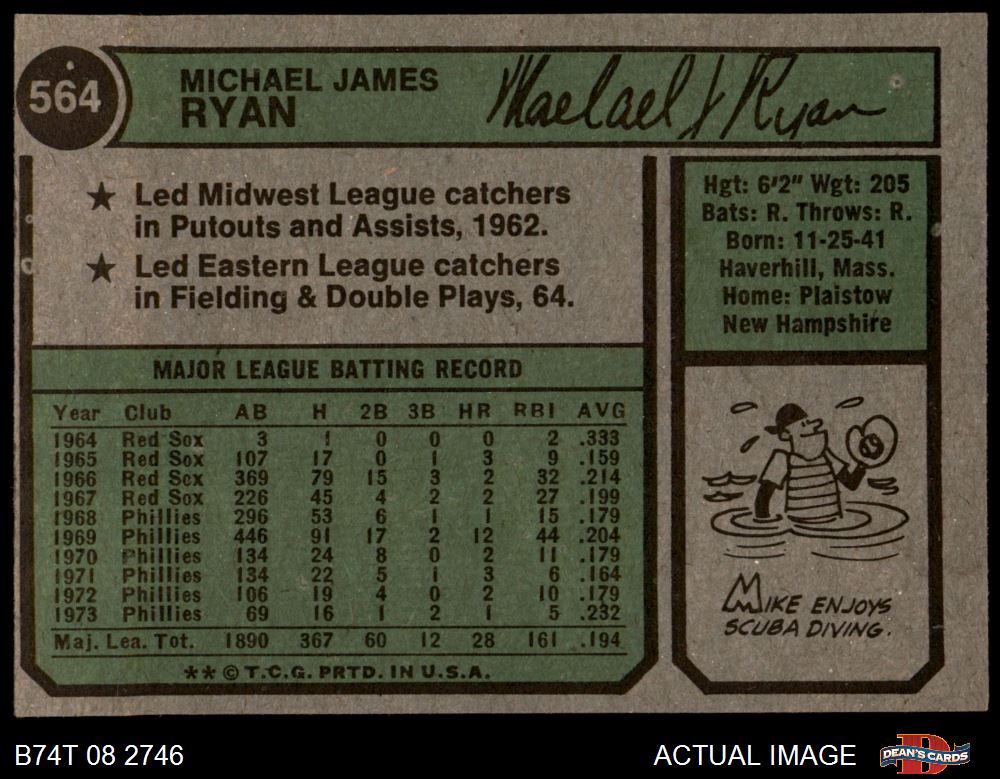 564
MICHAEL JAMES
RYAN
Michael J Ryan
★ Led Midwest League catchers
in Putouts and Assists, 1962.
★ Led Eastern League catchers
in Fielding & Double Plays, 64.
Hgt: 6'2" Wgt: 205
Bats: R. Throws: R.
Born: 11-25-41
Haverhill, Mass.
Home: Plaistow
New Hampshire
MAJOR LEAGUE BATTING RECORD
Year Club AB H 2B 3B HR RBI AVG
1964 Red Sox 3 1 0 0 0 2 .333
1965 Red Sox 107 17 0 1 3 9 .159
1966 Red Sox 369 79 15 3 2 32 .214
1967 Red Sox 226 45 4 2 2 27 .199
1968 Phillies 296 53 6 1 1 15 .179
1969 Phillies 446 91 17 2 12 44 .204
1970 Phillies 134 24 8 0 2 11 .179
1971 Phillies 134 22 5 1 3 6 .164
1972 Phillies 106 19 4 0 2 10 .179
1973 Phillies 69 16 1 2 1 5 .232
Maj. Lea. Tot. 1890 367 60 12 28 161 .194
** © T.C.G. PRTD. IN U.S.A.
MIKE ENJOYS
SCUBA DIVING.
B74T 08 2746
ACTUAL IMAGE
DEAN'S CARDS